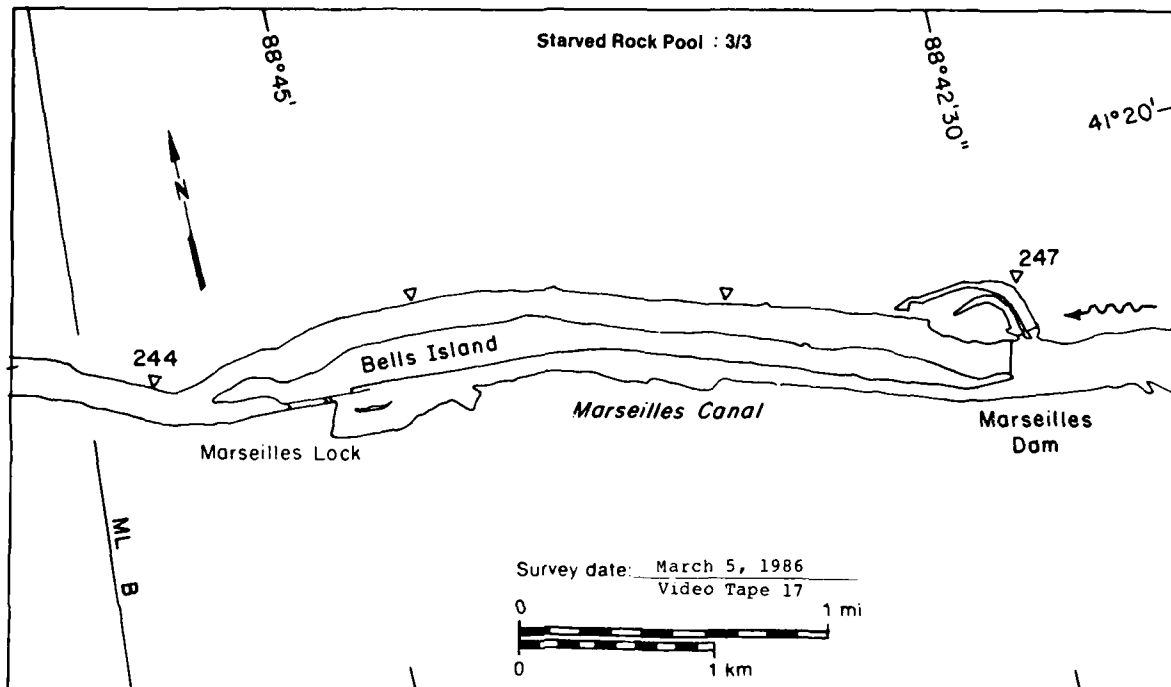 Starved Rock Pool : 3/3
88°45'
88°42'30"
41°20'
N
247
244
Bells Island
Marseilles Canal
Marseilles Lock
Marseilles
Dam
ML B
Survey date: March 5, 1986
Video Tape 17
0 1 mi
0 1 km